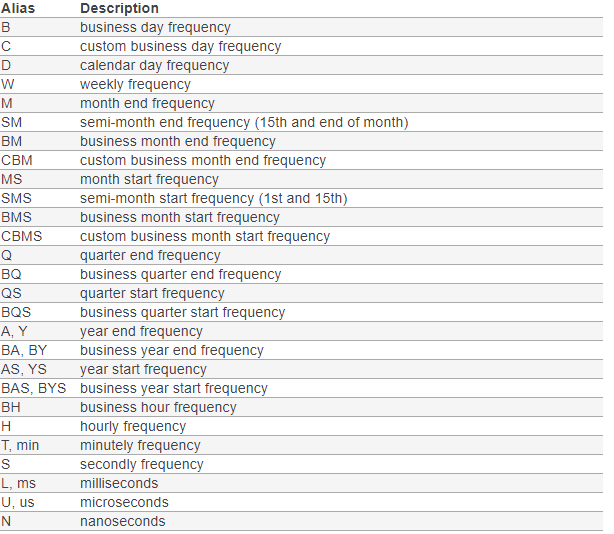 Alias Description
B business day frequency
C custom business day frequency
D calendar day frequency
W weekly frequency
M month end frequency
SM semi-month end frequency (15th and end of month)
BM business month end frequency
CBM custom business month end frequency
MS month start frequency
SMS semi-month start frequency (1st and 15th)
BMS business month start frequency
CBMS custom business month start frequency
Q quarter end frequency
BQ business quarter end frequency
QS quarter start frequency
BQS business quarter start frequency
A, Y year end frequency
BA, BY business year end frequency
AS, YS year start frequency
BAS, BYS business year start frequency
BH business hour frequency
H hourly frequency
T, min minutely frequency
S secondly frequency
L, ms milliseconds
U, us microseconds
N nanoseconds